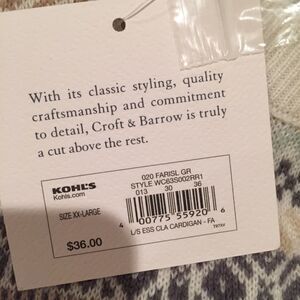 With its classic styling, quality
craftsmanship and commitment
to detail, Croft & Barrow is truly
a cut above the rest.
KOHL'S
Kohls.com
020 FARISL GR
STYLE WC63S002RR1
013 30 36
SIZE XX-LARGE
4 00775 55920 6
L/S ESS CLA CARDIGAN - FA
$36.00